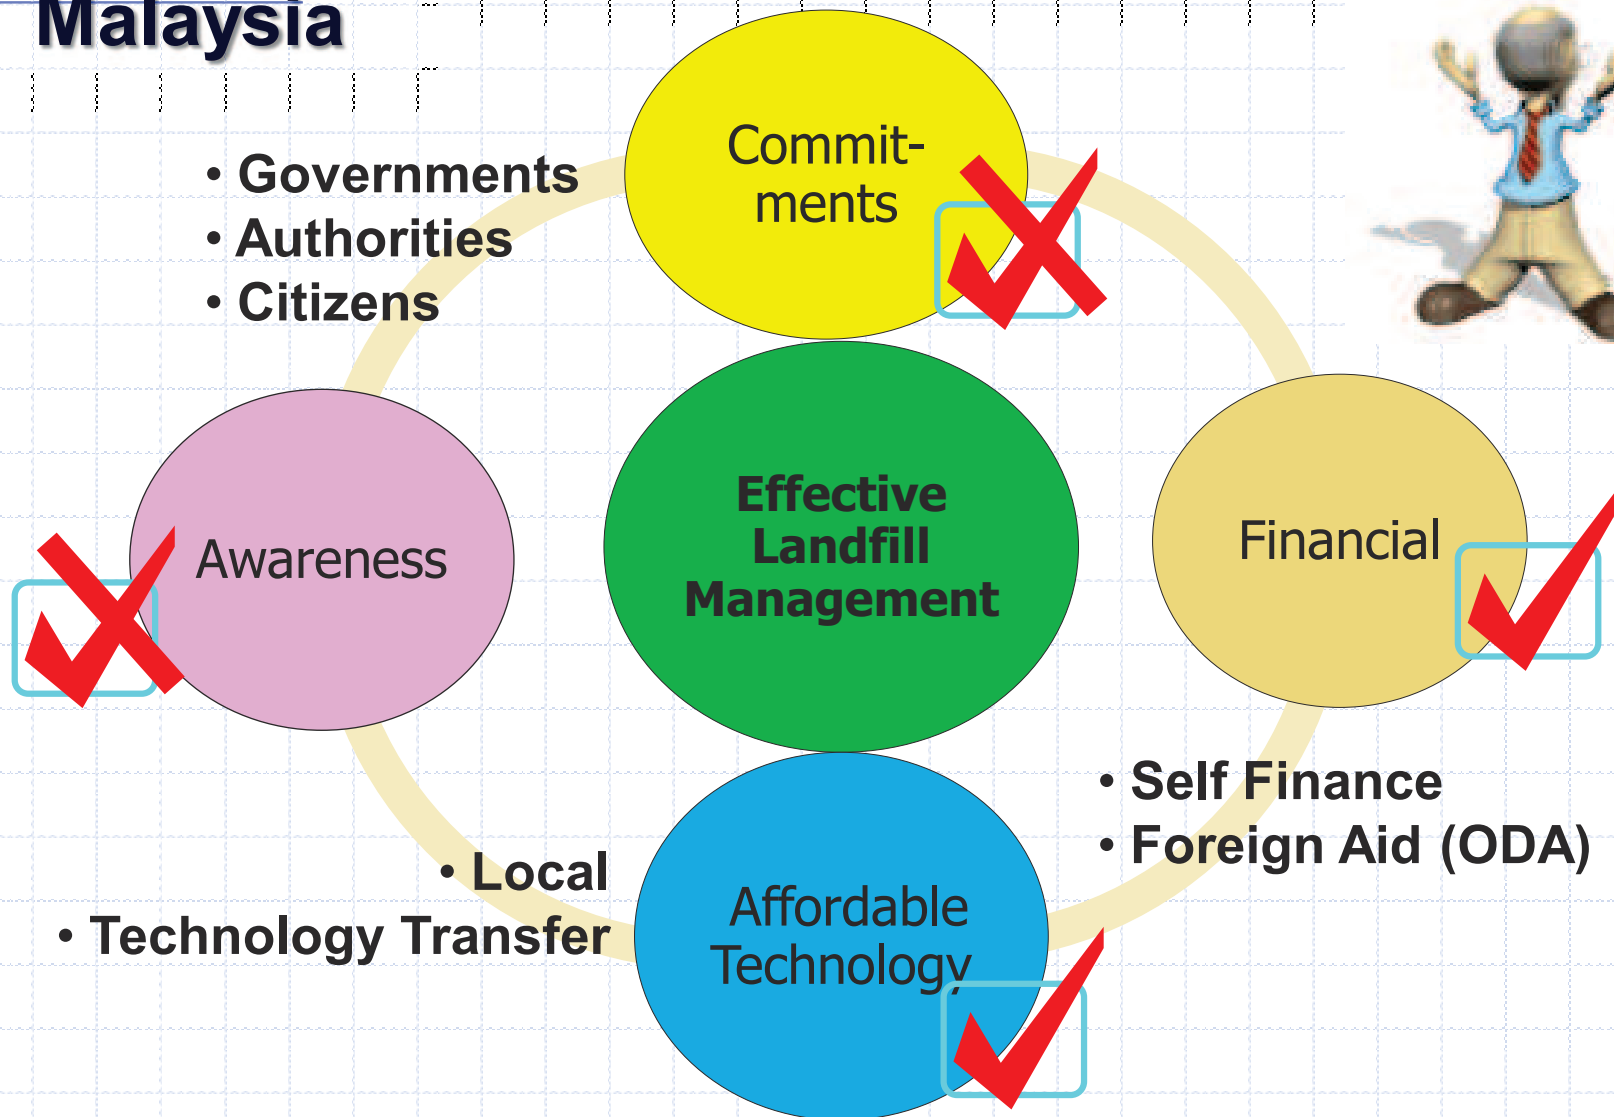 Malaysia
Commit-
ments
• Governments
• Authorities
• Citizens
Awareness
Effective
Landfill
Management
Financial
• Self Finance
• Foreign Aid (ODA)
• Local
• Technology Transfer
Affordable
Technology